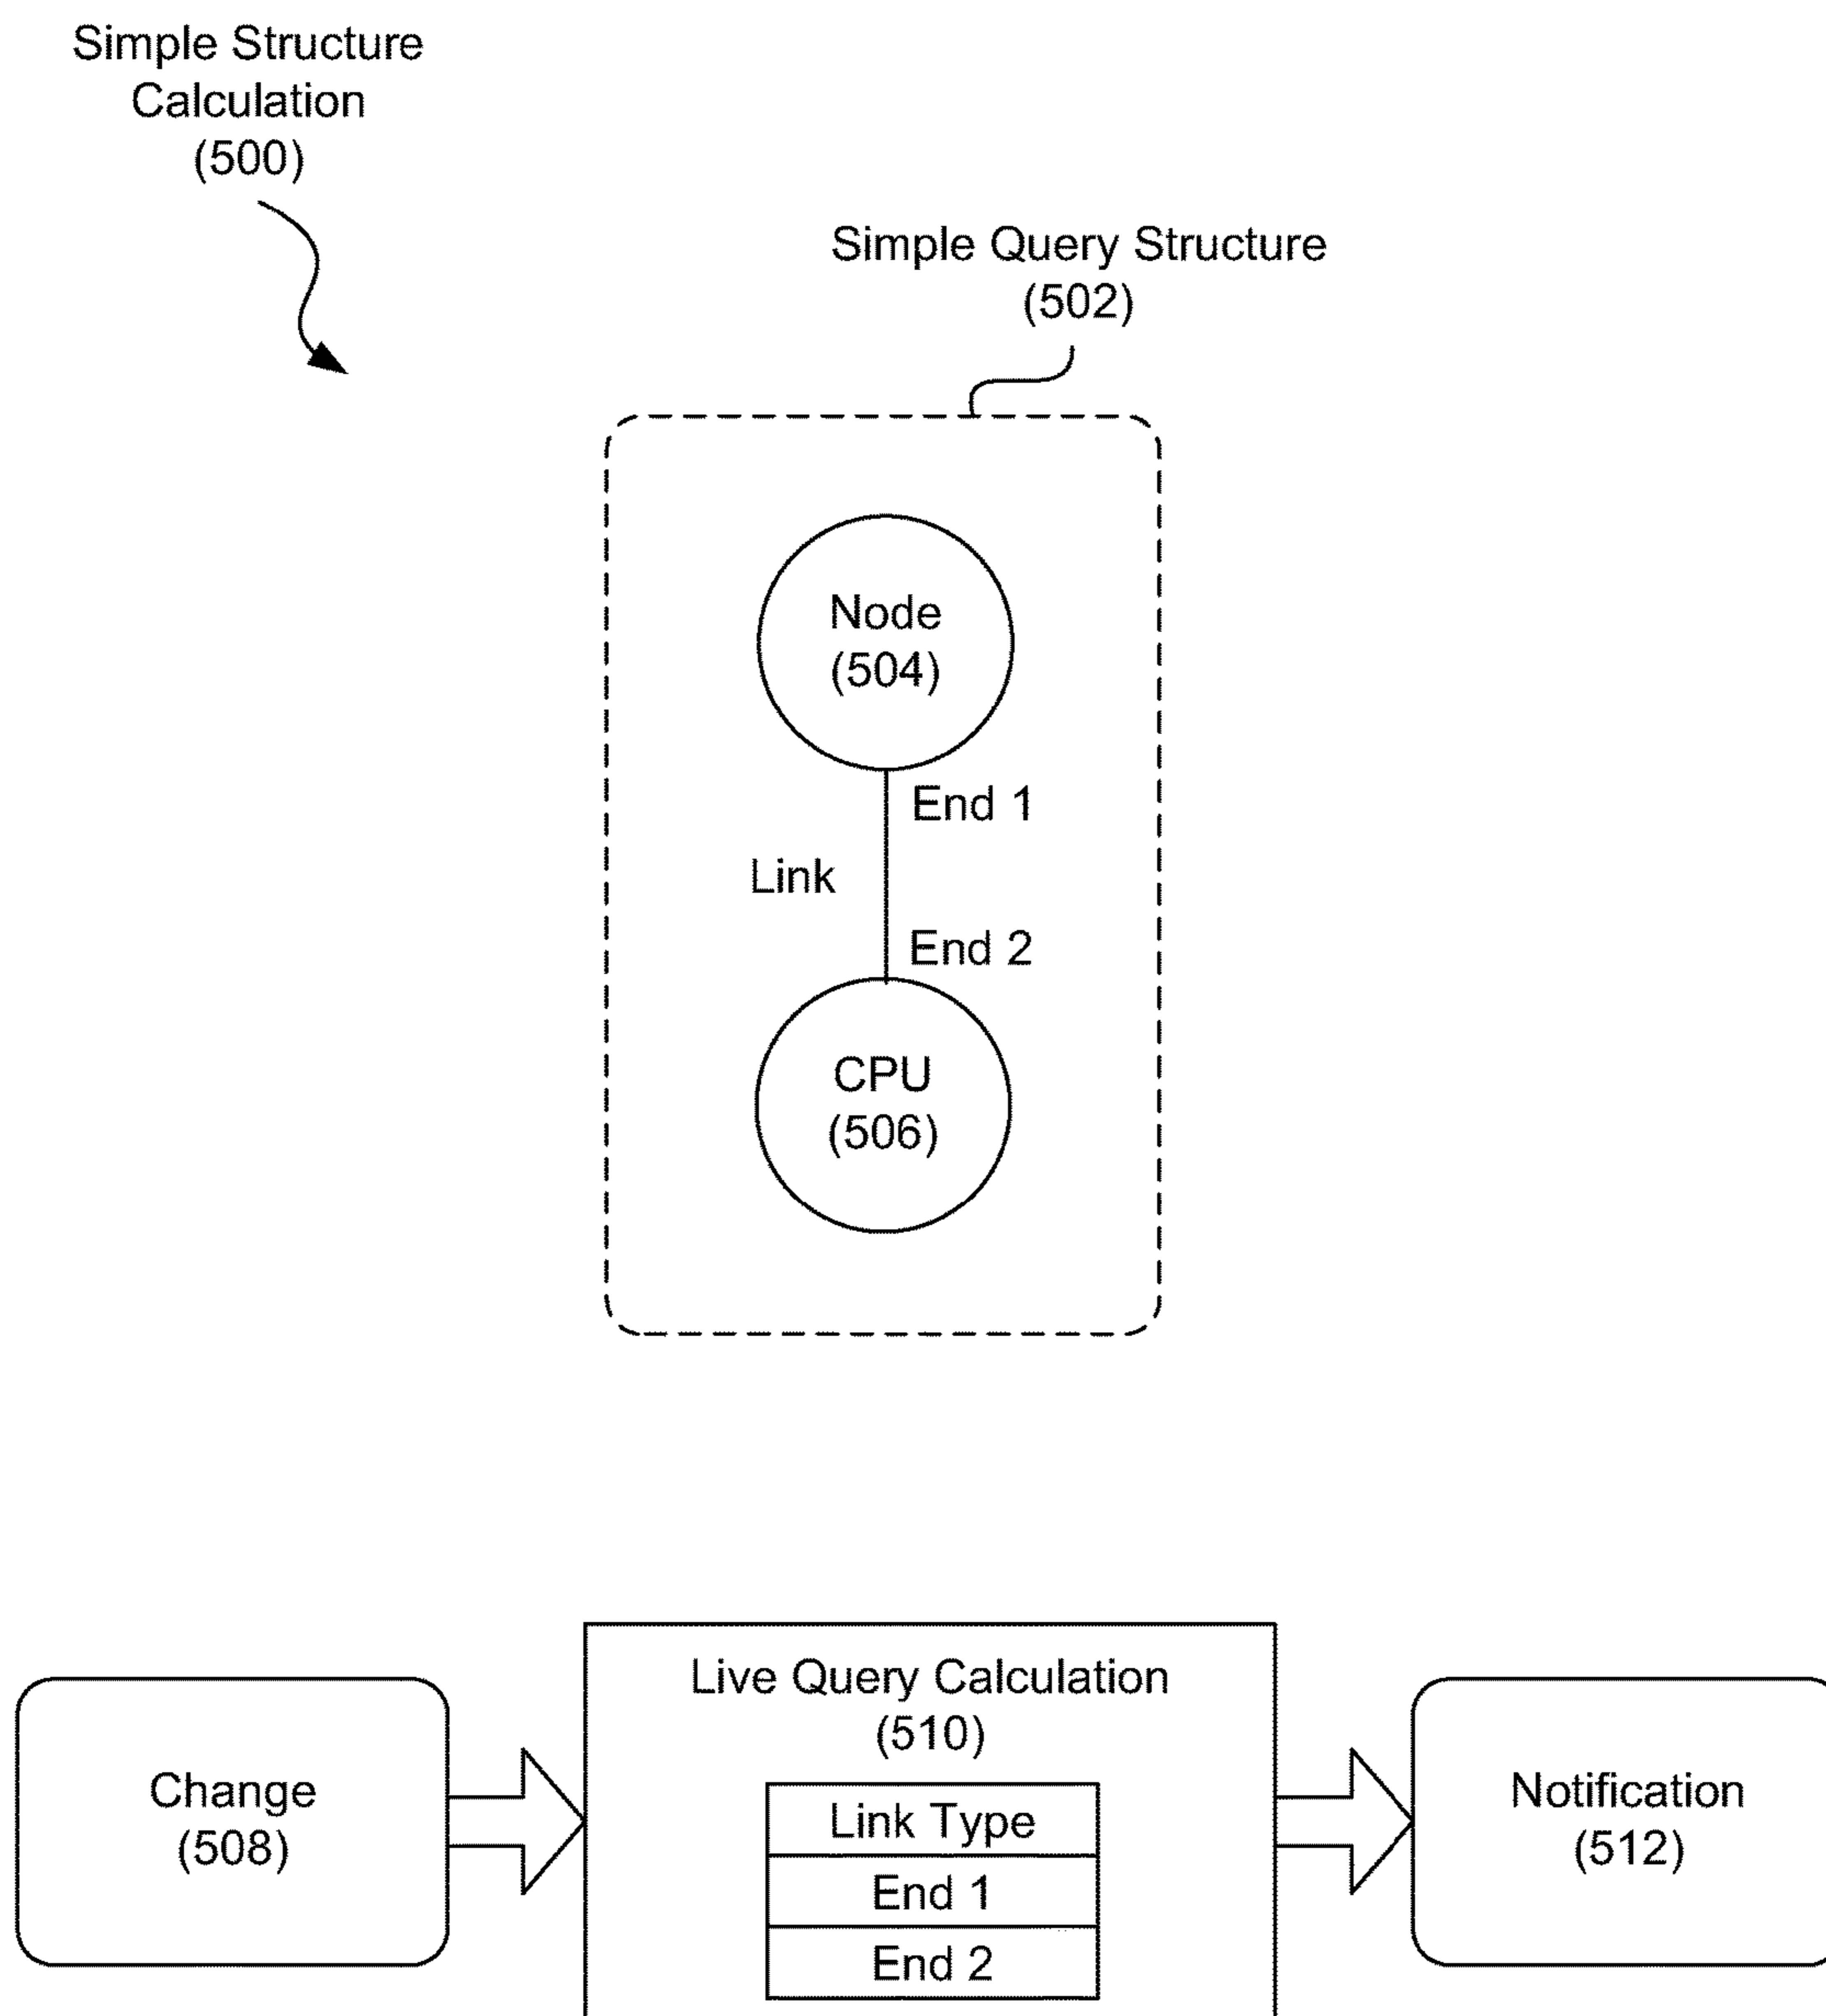 Simple Structure
Calculation
(500)
Simple Query Structure
(502)
Node
(504)
End 1
Link
End 2
CPU
(506)
Live Query Calculation
(510)
Change
(508)
Link Type
End 1
End 2
Notification
(512)